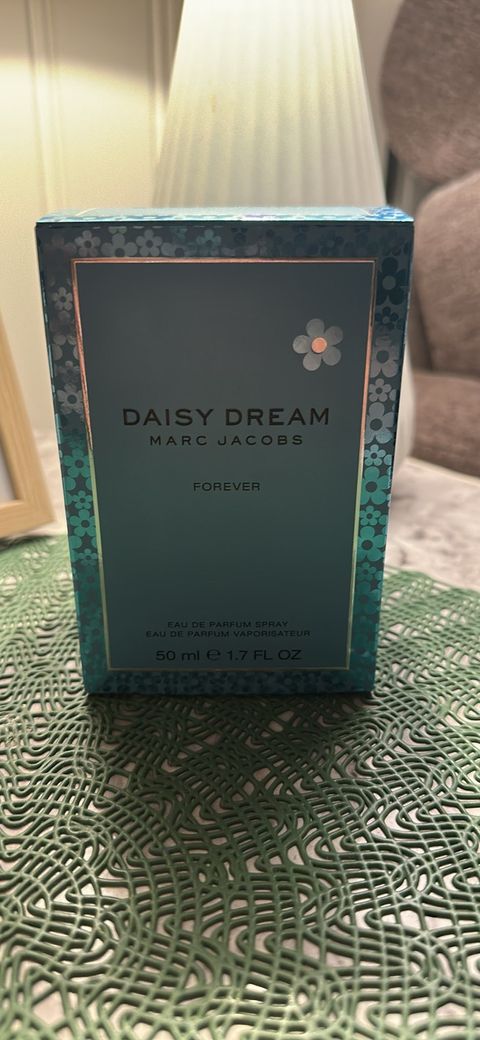 DAISY DREAM
MARC JACOBS
FOREVER
EAU DE PARFUM SPRAY
EAU DE PARFUM VAPORISATEUR
50 ml ℮ 1.7 FL OZ